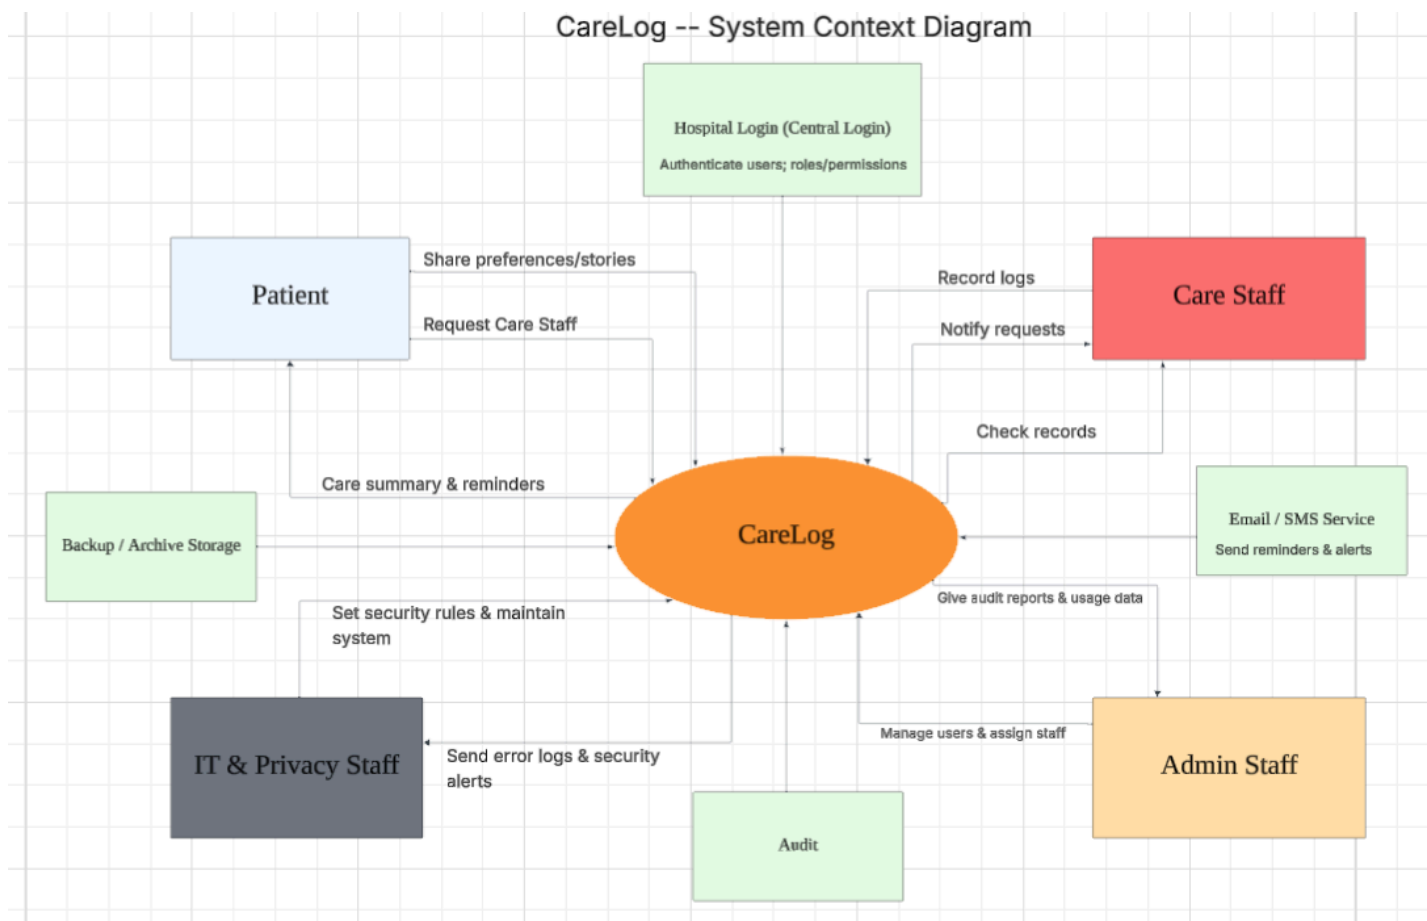 CareLog -- System Context Diagram
Hospital Login (Central Login)
Authenticate users; roles/permissions
Patient
Share preferences/stories
Request Care Staff
Record logs
Notify requests
Care Staff
Check records
Care summary & reminders
Backup / Archive Storage
CareLog
Email / SMS Service
Send reminders & alerts
Set security rules & maintain
system
Give audit reports & usage data
IT & Privacy Staff
Send error logs & security
alerts
Manage users & assign staff
Admin Staff
Audit